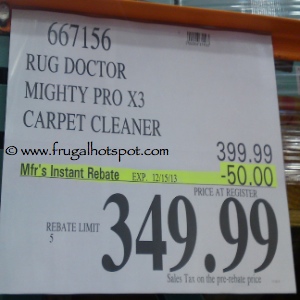 667156
RUG DOCTOR
MIGHTY PRO X3
CARPET CLEANER
www.frugalhotspot.com
399.99
Mfr's Instant Rebate EXP. 12/15/13 -50.00
PRICE AT REGISTER
REBATE LIMIT
5
349.99
Sales Tax on the pre-rebate price